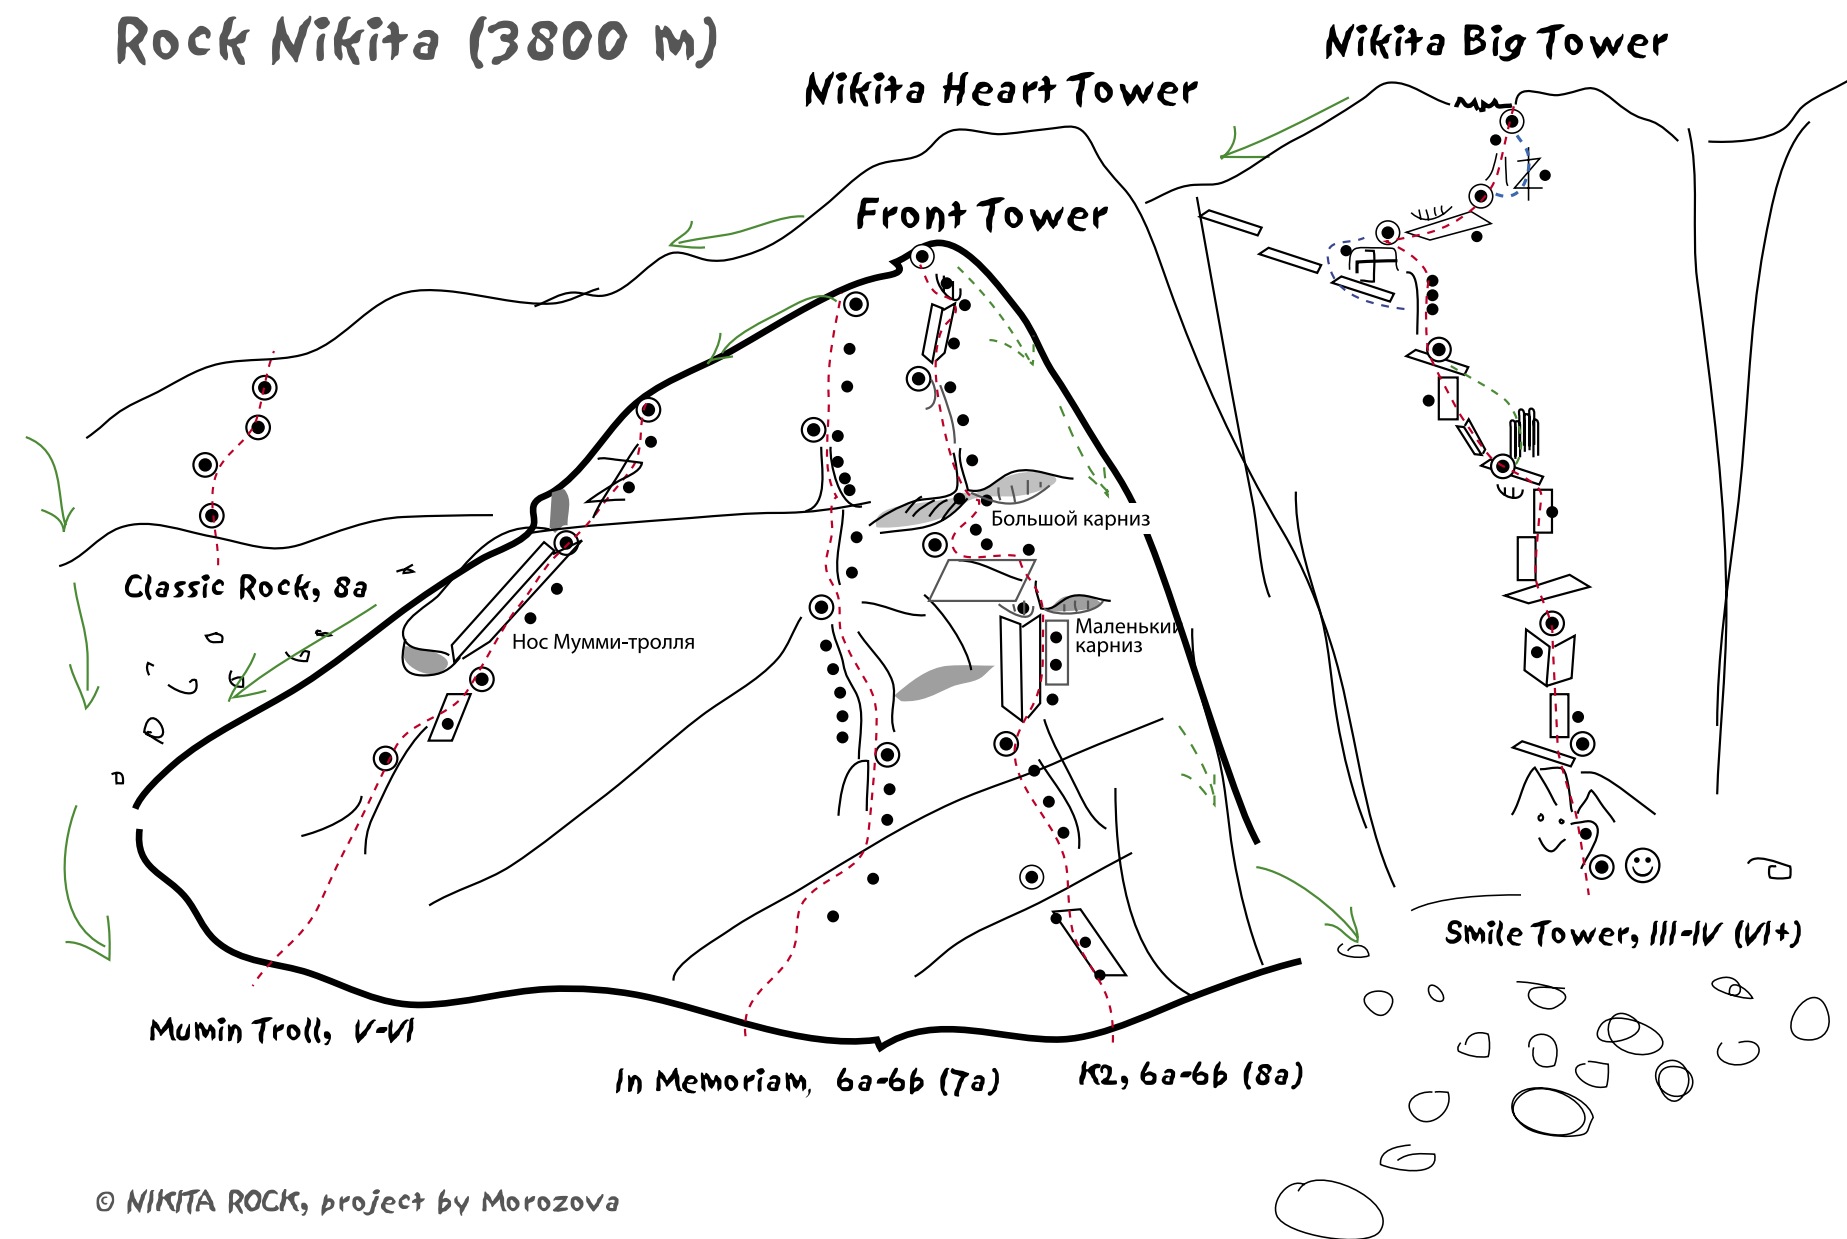 Rock Nikita (3800 m)
Nikita Big Tower
Nikita Heart Tower
Front Tower
Большой карниз
Classic Rock, 8a
Нос Мумми-тролля
Маленький
карниз
Smile Tower, III-IV (VI+)
Mumin Troll, V-VI
In Memoriam, 6a-6b (7a)
K2, 6a-6b (8a)
© NIKITA ROCK, project by Morozova